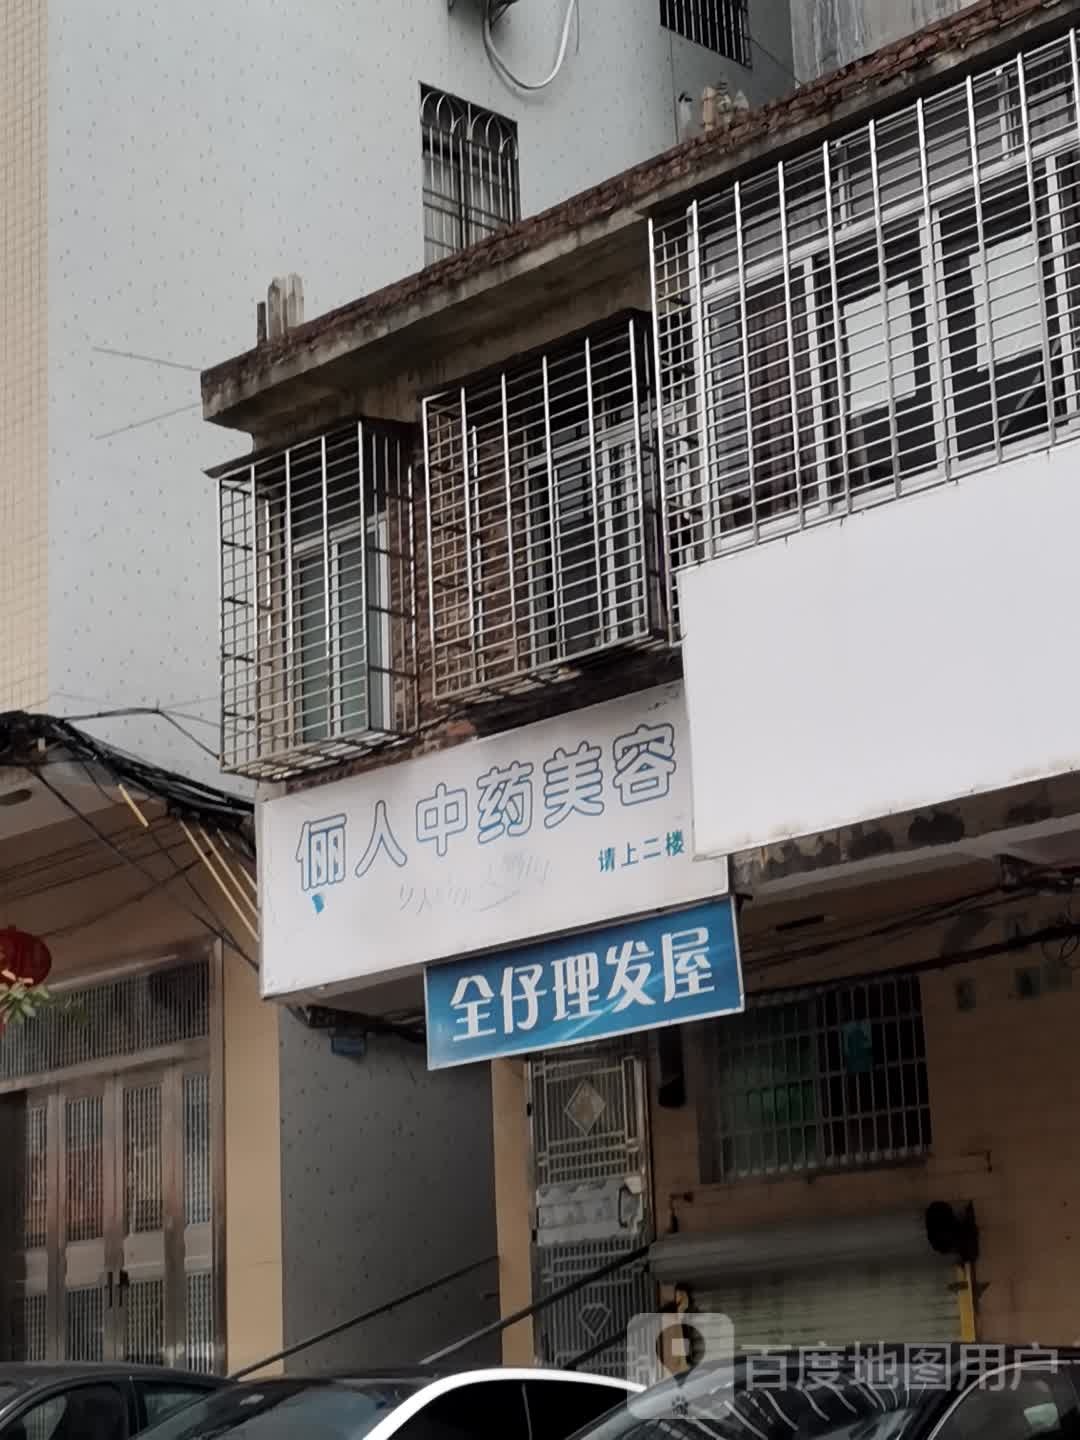 俪人中药美容
请上二楼
全仔理发屋
百度地图用户